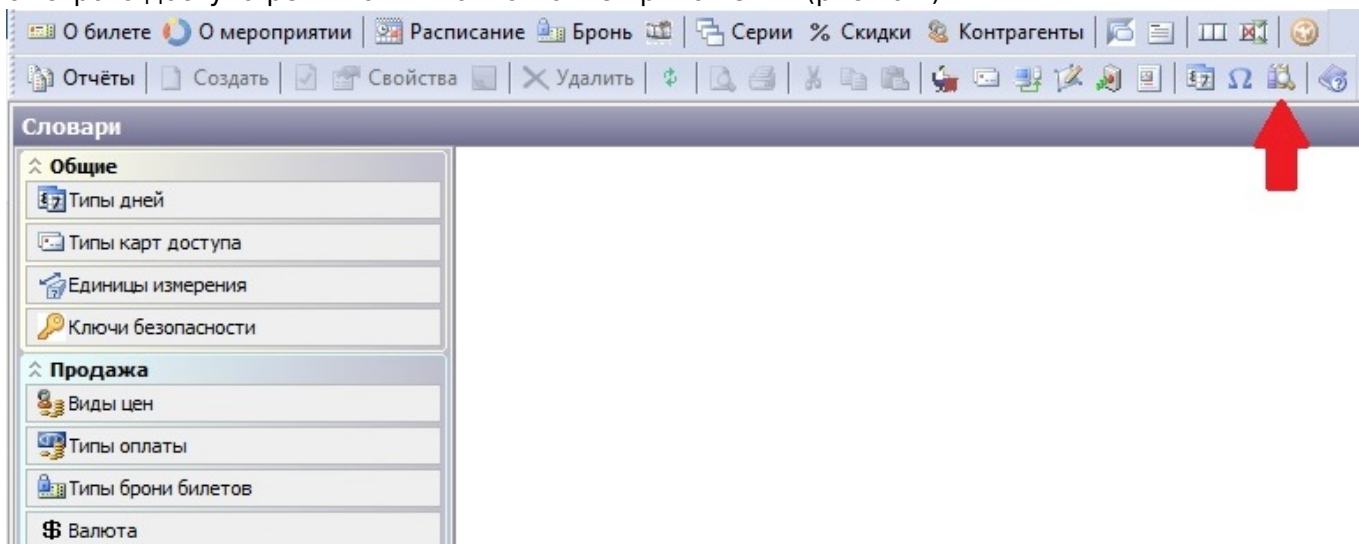 О билете О мероприятии Расписание Бронь Серии % Скидки Контрагенты
Отчёты Создать Свойства Удалить Ω
Словари
Общие
Типы дней
Типы карт доступа
Единицы измерения
Ключи безопасности
Продажа
Виды цен
Типы оплаты
Типы брони билетов
$ Валюта